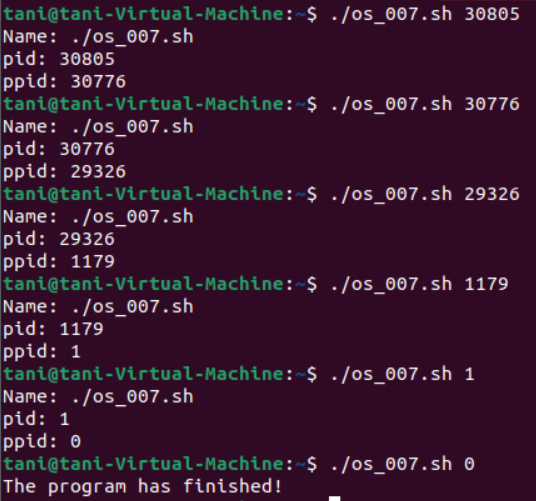 tani@tani-Virtual-Machine:~$ ./os_007.sh 30805
Name: ./os_007.sh
pid: 30805
ppid: 30776
tani@tani-Virtual-Machine:~$ ./os_007.sh 30776
Name: ./os_007.sh
pid: 30776
ppid: 29326
tani@tani-Virtual-Machine:~$ ./os_007.sh 29326
Name: ./os_007.sh
pid: 29326
ppid: 1179
tani@tani-Virtual-Machine:~$ ./os_007.sh 1179
Name: ./os_007.sh
pid: 1179
ppid: 1
tani@tani-Virtual-Machine:~$ ./os_007.sh 1
Name: ./os_007.sh
pid: 1
ppid: 0
tani@tani-Virtual-Machine:~$ ./os_007.sh 0
The program has finished!